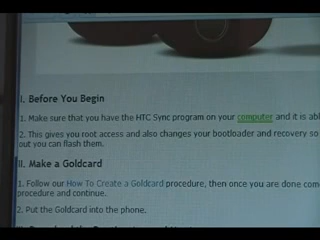 I. Before You Begin
1. Make sure that you have the HTC Sync program on your computer and it is abl
2. This gives you root access and also changes your bootloader and recovery so
out you can flash them.
II. Make a Goldcard
1. Follow our How To Create a Goldcard procedure, then once you are done com
procedure and continue.
2. Put the Goldcard into the phone.